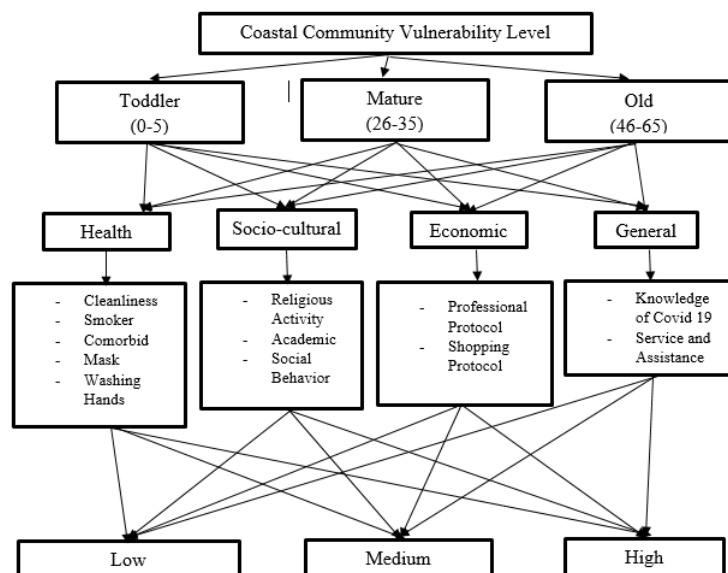 Coastal Community Vulnerability Level
Toddler
(0-5)
Mature
(26-35)
Old
(46-65)
Health
Socio-cultural
Economic
General
- Cleanliness
- Smoker
- Comorbid
- Mask
- Washing
Hands
- Religious
Activity
- Academic
- Social
Behavior
- Professional
Protocol
- Shopping
Protocol
- Knowledge
of Covid 19
- Service and
Assistance
Low
Medium
High